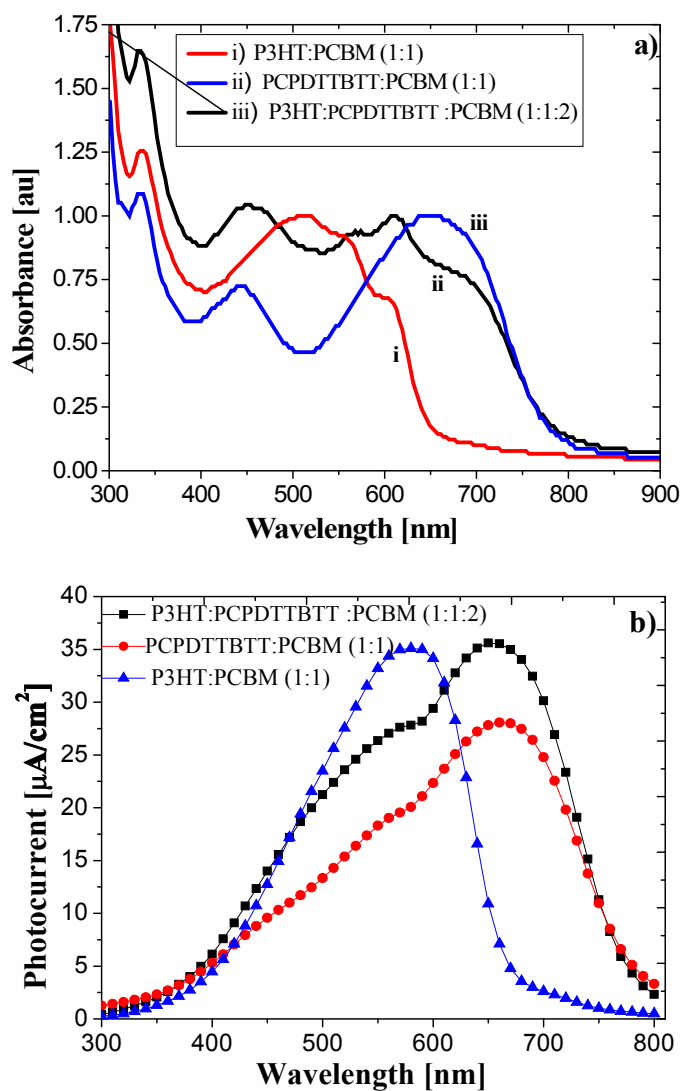 a)
i) P3HT:PCBM (1:1)
ii) PCPDTTBTT:PCBM (1:1)
iii) P3HT:PCPDTTBTT :PCBM (1:1:2)
1.75
1.50
1.25
1.00
0.75
0.50
0.25
0.00
Absorbance [au]
iii
ii
i
300 400 500 600 700 800 900
Wavelength [nm]
b)
P3HT:PCPDTTBTT :PCBM (1:1:2)
PCPDTTBTT:PCBM (1:1)
P3HT:PCBM (1:1)
40
35
30
25
20
15
10
5
0
Photocurrent [µA/cm²]
300 400 500 600 700 800
Wavelength [nm]